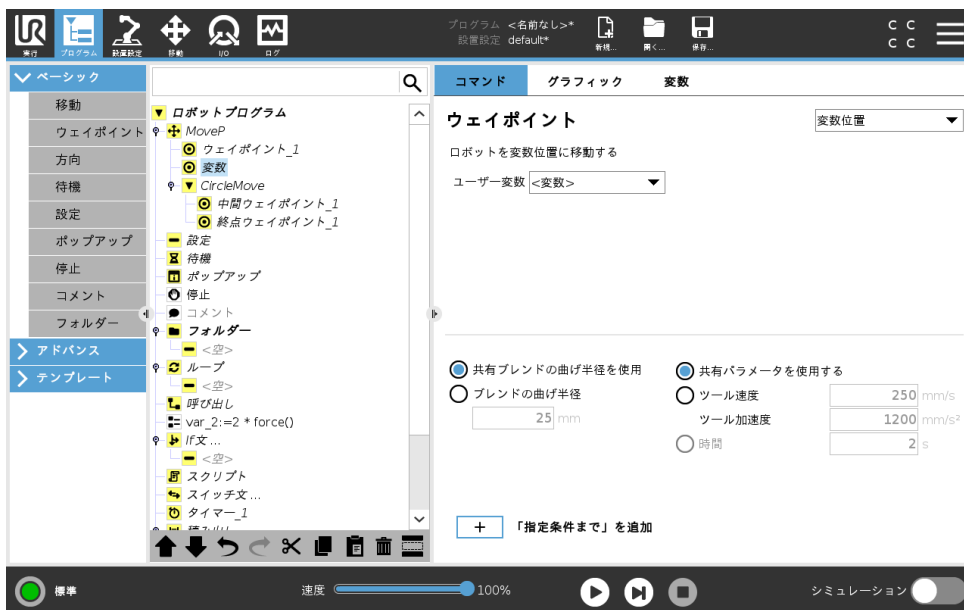 プログラム <名前なし>*
設置設定 default*
実行 プログラム 設置設定 移動 I/O ログ 新規... 開く... 保存...
C C
C C
ベーシック
移動
ウェイポイント
方向
待機
設定
ポップアップ
停止
コメント
フォルダー
アドバンス
テンプレート
ロボットプログラム
MoveP
ウェイポイント_1
変数
CircleMove
中間ウェイポイント_1
終点ウェイポイント_1
設定
待機
ポップアップ
停止
コメント
フォルダー
<空>
ループ
<空>
呼び出し
var_2:=2 * force()
If文...
<空>
スクリプト
スイッチ文...
タイマー_1
コマンド グラフィック 変数
ウェイポイント 変数位置
ロボットを変数位置に移動する
ユーザー変数 <変数>
共有ブレンドの曲げ半径を使用
ブレンドの曲げ半径
25 mm
共有パラメータを使用する
ツール速度 250 mm/s
ツール加速度 1200 mm/s²
時間 2 s
+ 「指定条件まで」を追加
標準 速度 100% シミュレーション